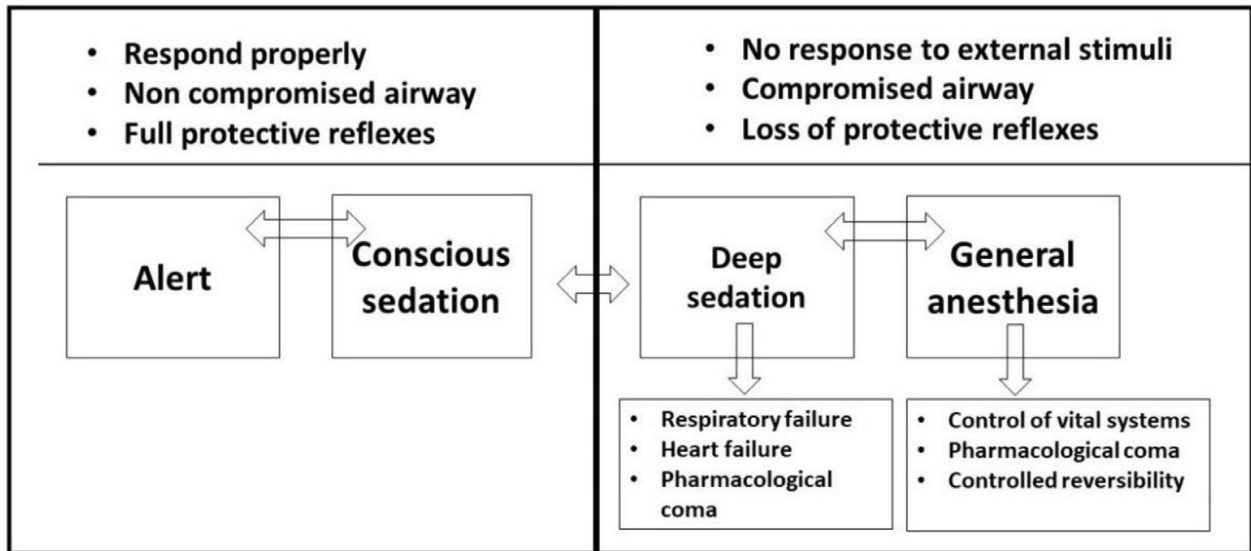 • Respond properly
• Non compromised airway
• Full protective reflexes
• No response to external stimuli
• Compromised airway
• Loss of protective reflexes
Alert
Conscious
sedation
Deep
sedation
General
anesthesia
• Respiratory failure
• Heart failure
• Pharmacological
coma
• Control of vital systems
• Pharmacological coma
• Controlled reversibility